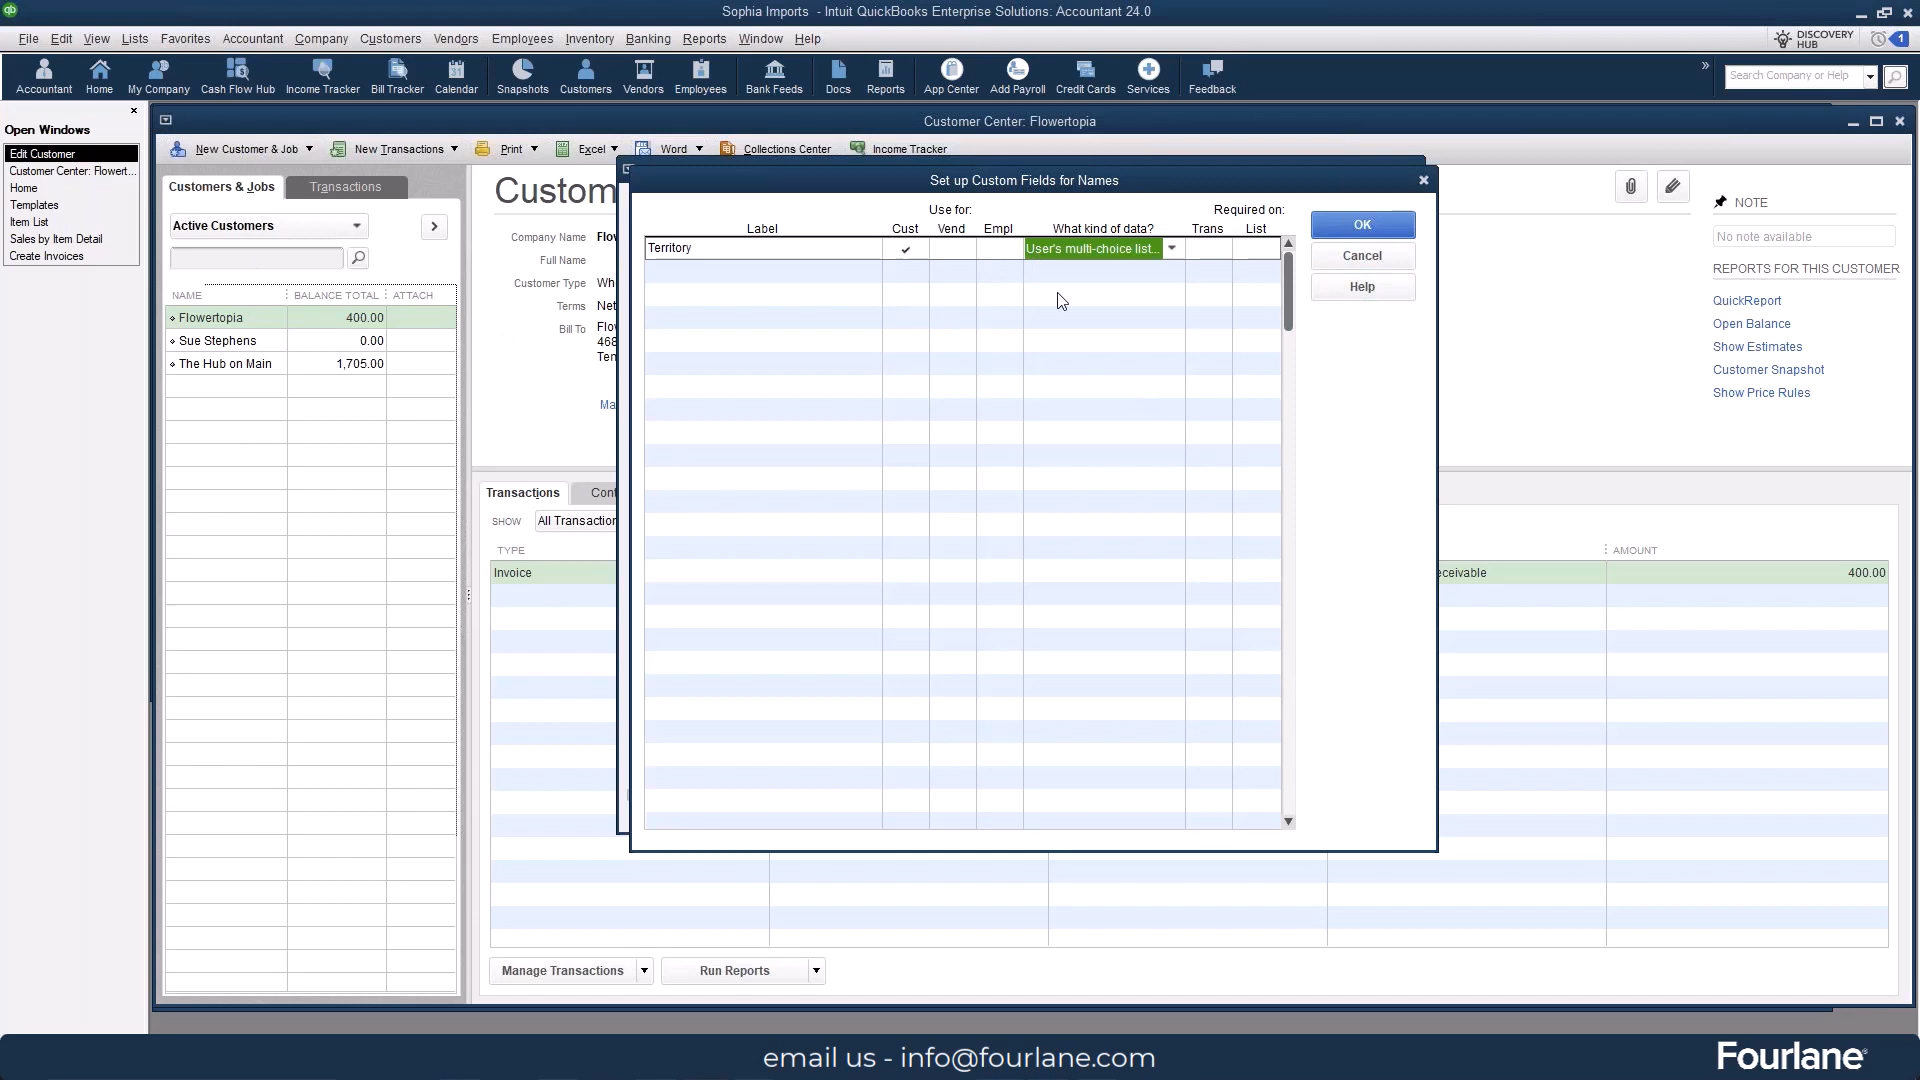 Sophia Imports - Intuit QuickBooks Enterprise Solutions: Accountant 24.0
File Edit View Lists Favorites Accountant Company Customers Vendors Employees Inventory Banking Reports Window Help
DISCOVERY
HUB
1
Accountant Home My Company Cash Flow Hub Income Tracker Bill Tracker Calendar Snapshots Customers Vendors Employees Bank Feeds Docs Reports App Center Add Payroll Credit Cards Services Feedback
Search Company or Help
Open Windows
Edit Customer
Customer Center: Flowert...
Home
Templates
Item List
Sales by Item Detail
Create Invoices
Customer Center: Flowertopia
New Customer & Job New Transactions Print Excel Word Collections Center Income Tracker
Customers & Jobs Transactions
Active Customers
NAME BALANCE TOTAL ATTACH
Flowertopia 400.00
Sue Stephens 0.00
The Hub on Main 1,705.00
Custom
Company Name Flow
Full Name
Customer Type Wh
Terms Net
Bill To Flow
468
Ten
Ma
Transactions Cont
SHOW All Transaction
TYPE AMOUNT
Invoice eceivable 400.00
Manage Transactions Run Reports
Set up Custom Fields for Names
Use for: Required on:
Label Cust Vend Empl What kind of data? Trans List
Territory User's multi-choice list...
OK
Cancel
Help
NOTE
No note available
REPORTS FOR THIS CUSTOMER
QuickReport
Open Balance
Show Estimates
Customer Snapshot
Show Price Rules
email us - info@fourlane.com
Fourlane